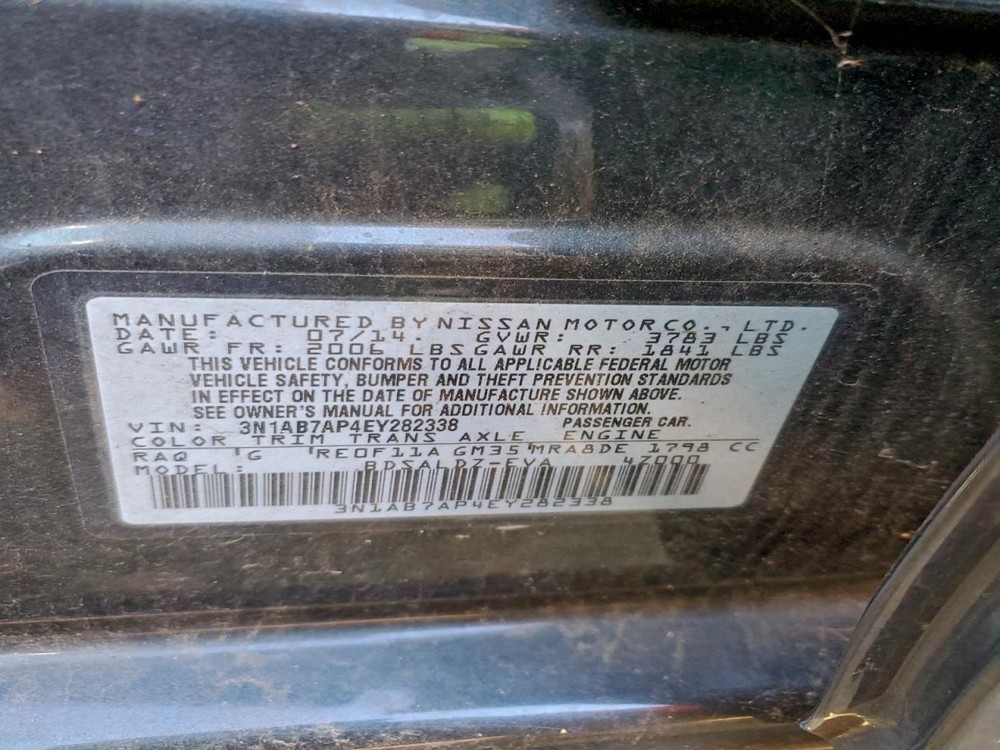 MANUFACTURED BY NISSAN MOTOR CO., LTD.
DATE: 07/14. GVWR: 3783 LBS
GAWR FR: 2006 LBS GAWR RR: 1841 LBS
THIS VEHICLE CONFORMS TO ALL APPLICABLE FEDERAL MOTOR
VEHICLE SAFETY, BUMPER AND THEFT PREVENTION STANDARDS
IN EFFECT ON THE DATE OF MANUFACTURE SHOWN ABOVE.
SEE OWNER'S MANUAL FOR ADDITIONAL INFORMATION.
VIN: 3N1AB7AP4EY282338 PASSENGER CAR.
COLOR TRIM TRANS AXLE ENGINE
RAQ G RE0F11A GM35 MRA8DE 1798 CC
MODEL: BDSALDZ-EVA 47000
3N1AB7AP4EY282338